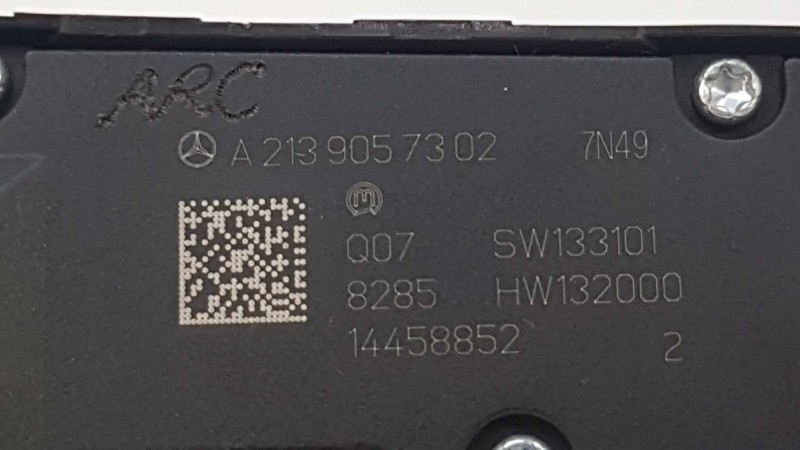 ARC
A 213 905 73 02 7N49
M
Q07 SW133101
8285 HW132000
14458852 2